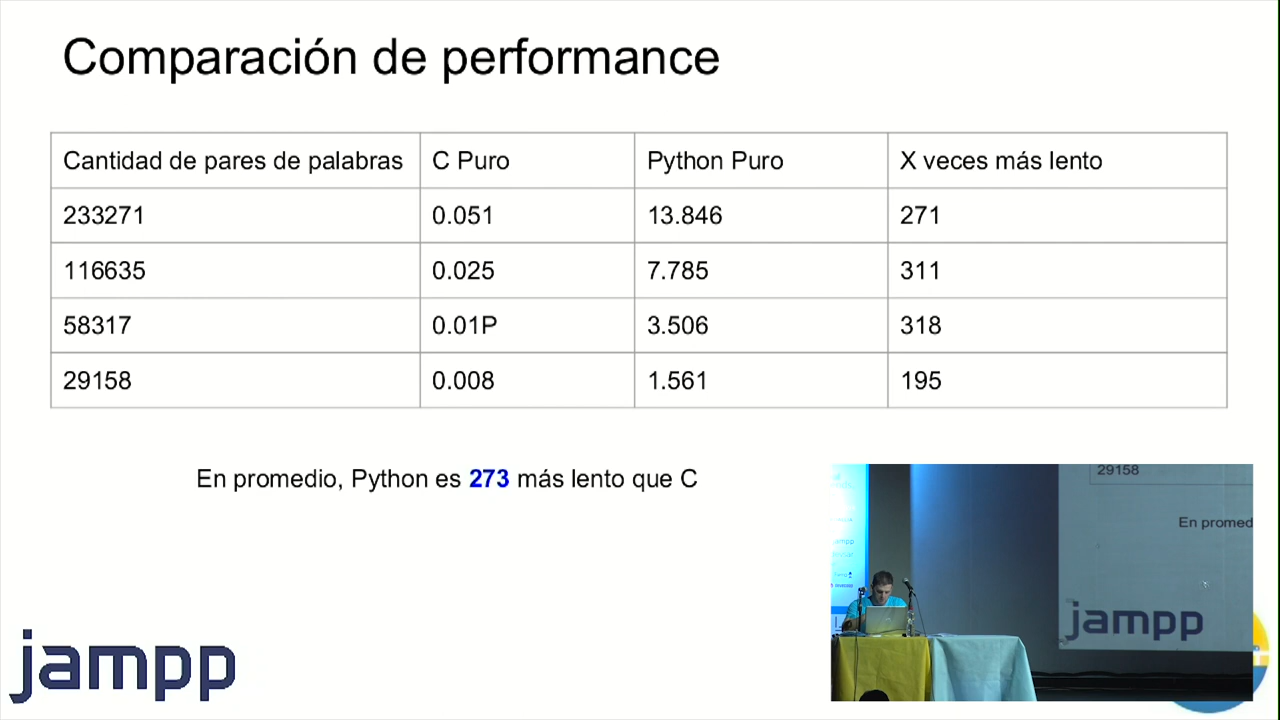 Comparación de performance
Cantidad de pares de palabras C Puro Python Puro X veces más lento
233271 0.051 13.846 271
116635 0.025 7.785 311
58317 0.01P 3.506 318
29158 0.008 1.561 195
En promedio, Python es 273 más lento que C
29158
En promed
jampp
jampp